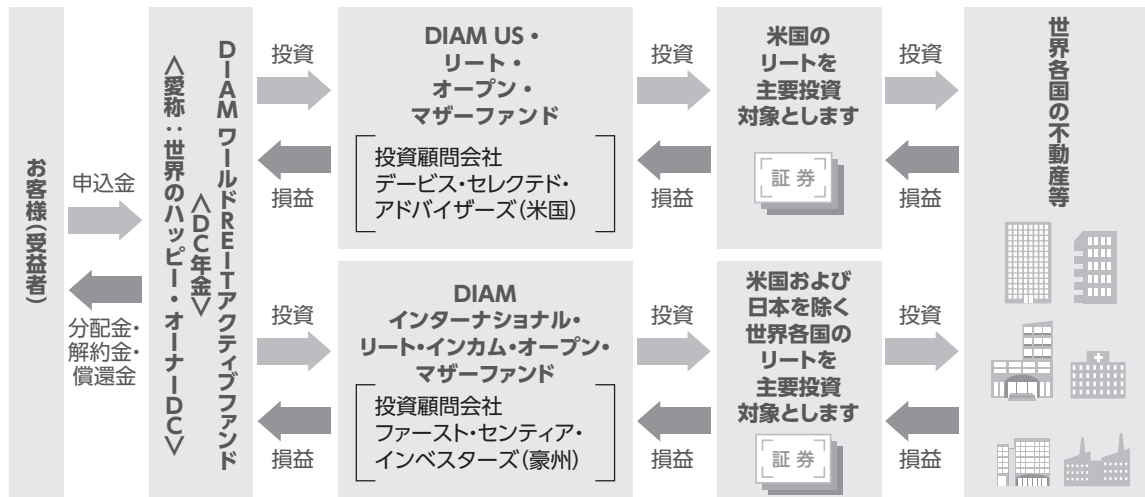 お客様(受益者)
申込金
分配金・
解約金・
償還金
DIAMワールドREITアクティブファンド
<DC年金>
<愛称:世界のハッピー・オーナーDC>
投資
損益
DIAM US・
リート・
オープン・
マザーファンド
投資顧問会社
デービス・セレクテド・
アドバイザーズ(米国)
投資
損益
米国の
リートを
主要投資
対象とします
証券
投資
損益
投資
損益
DIAM
インターナショナル・
リート・インカム・オープン・
マザーファンド
投資顧問会社
ファースト・センティア・
インベスターズ(豪州)
投資
損益
米国および
日本を除く
世界各国の
リートを
主要投資
対象とします
証券
投資
損益
世界各国の不動産等